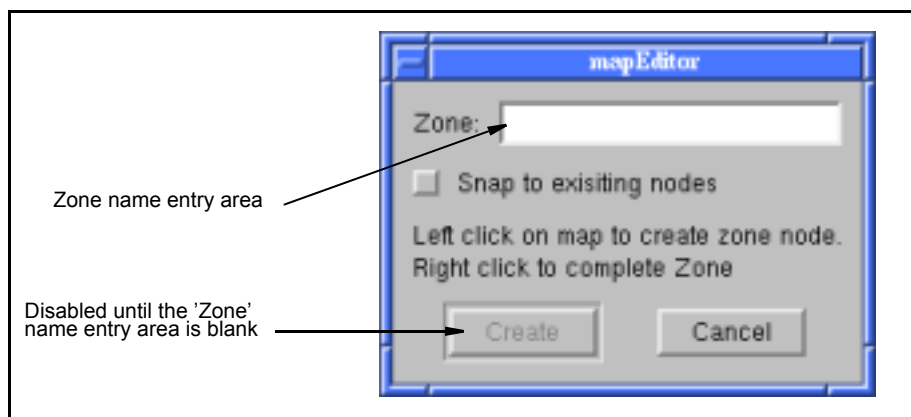 mapEditor
Zone:
Zone name entry area
Snap to exisiting nodes
Left click on map to create zone node.
Right click to complete Zone
Disabled until the ’Zone’
name entry area is blank
Create
Cancel